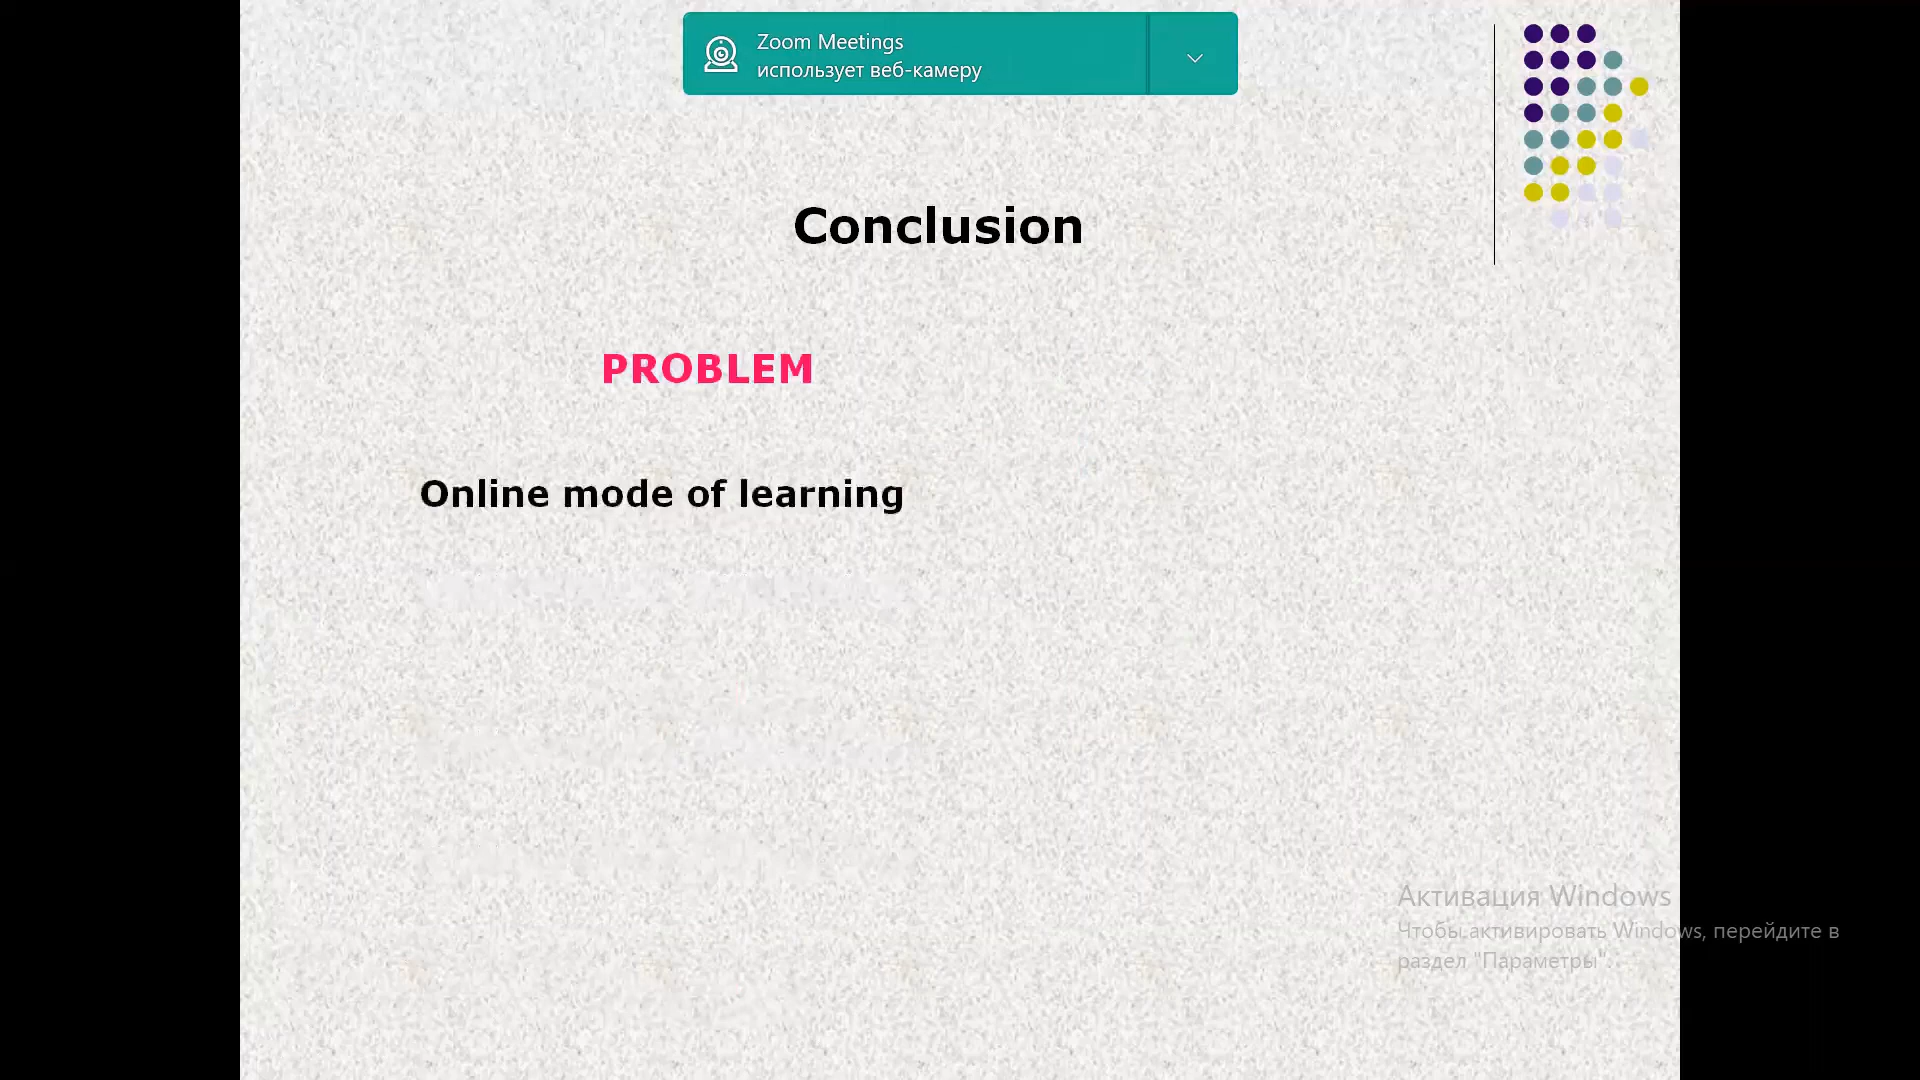 Zoom Meetings
использует веб-камеру
Conclusion
PROBLEM
Online mode of learning
Активация Windows
Чтобы активировать Windows, перейдите в
раздел "Параметры".